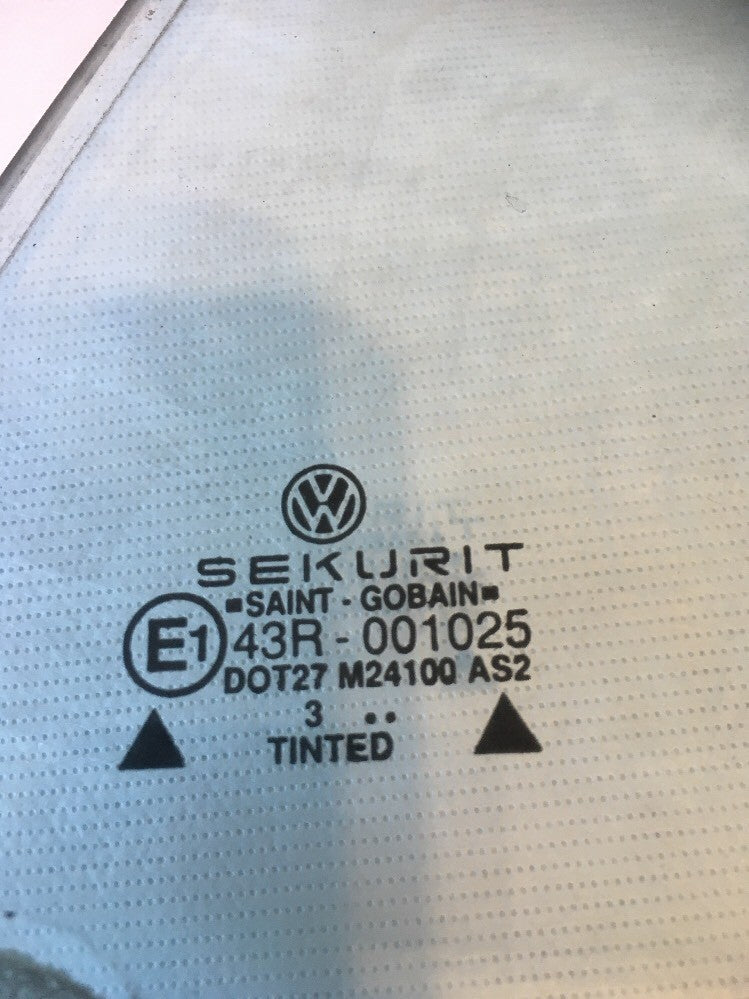 SEKURIT
SAINT - GOBAIN
E1 43R - 001025
DOT27 M24100 AS2
3 ..
TINTED